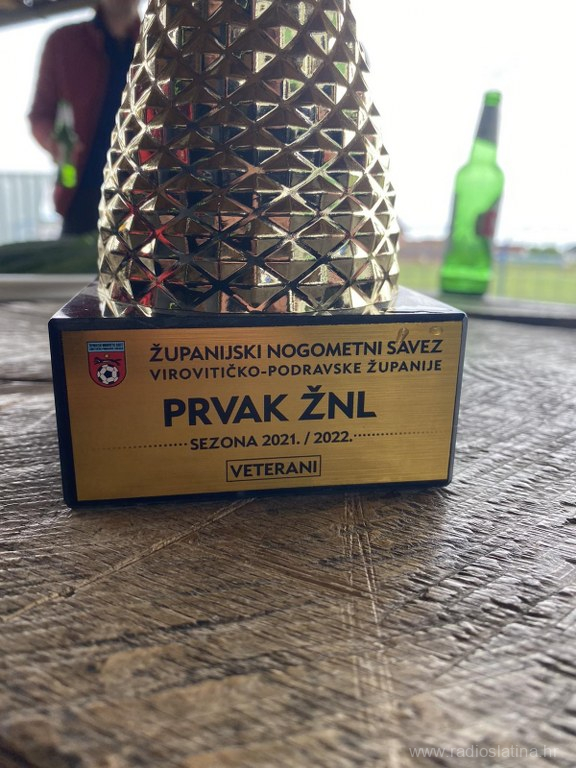 ŽUPANIJSKI NOGOMETNI SAVEZ
VIROVITIČKO-PODRAVSKE ŽUPANIJE
PRVAK ŽNL
SEZONA 2021. / 2022.
VETERANI
www.radioslatina.hr